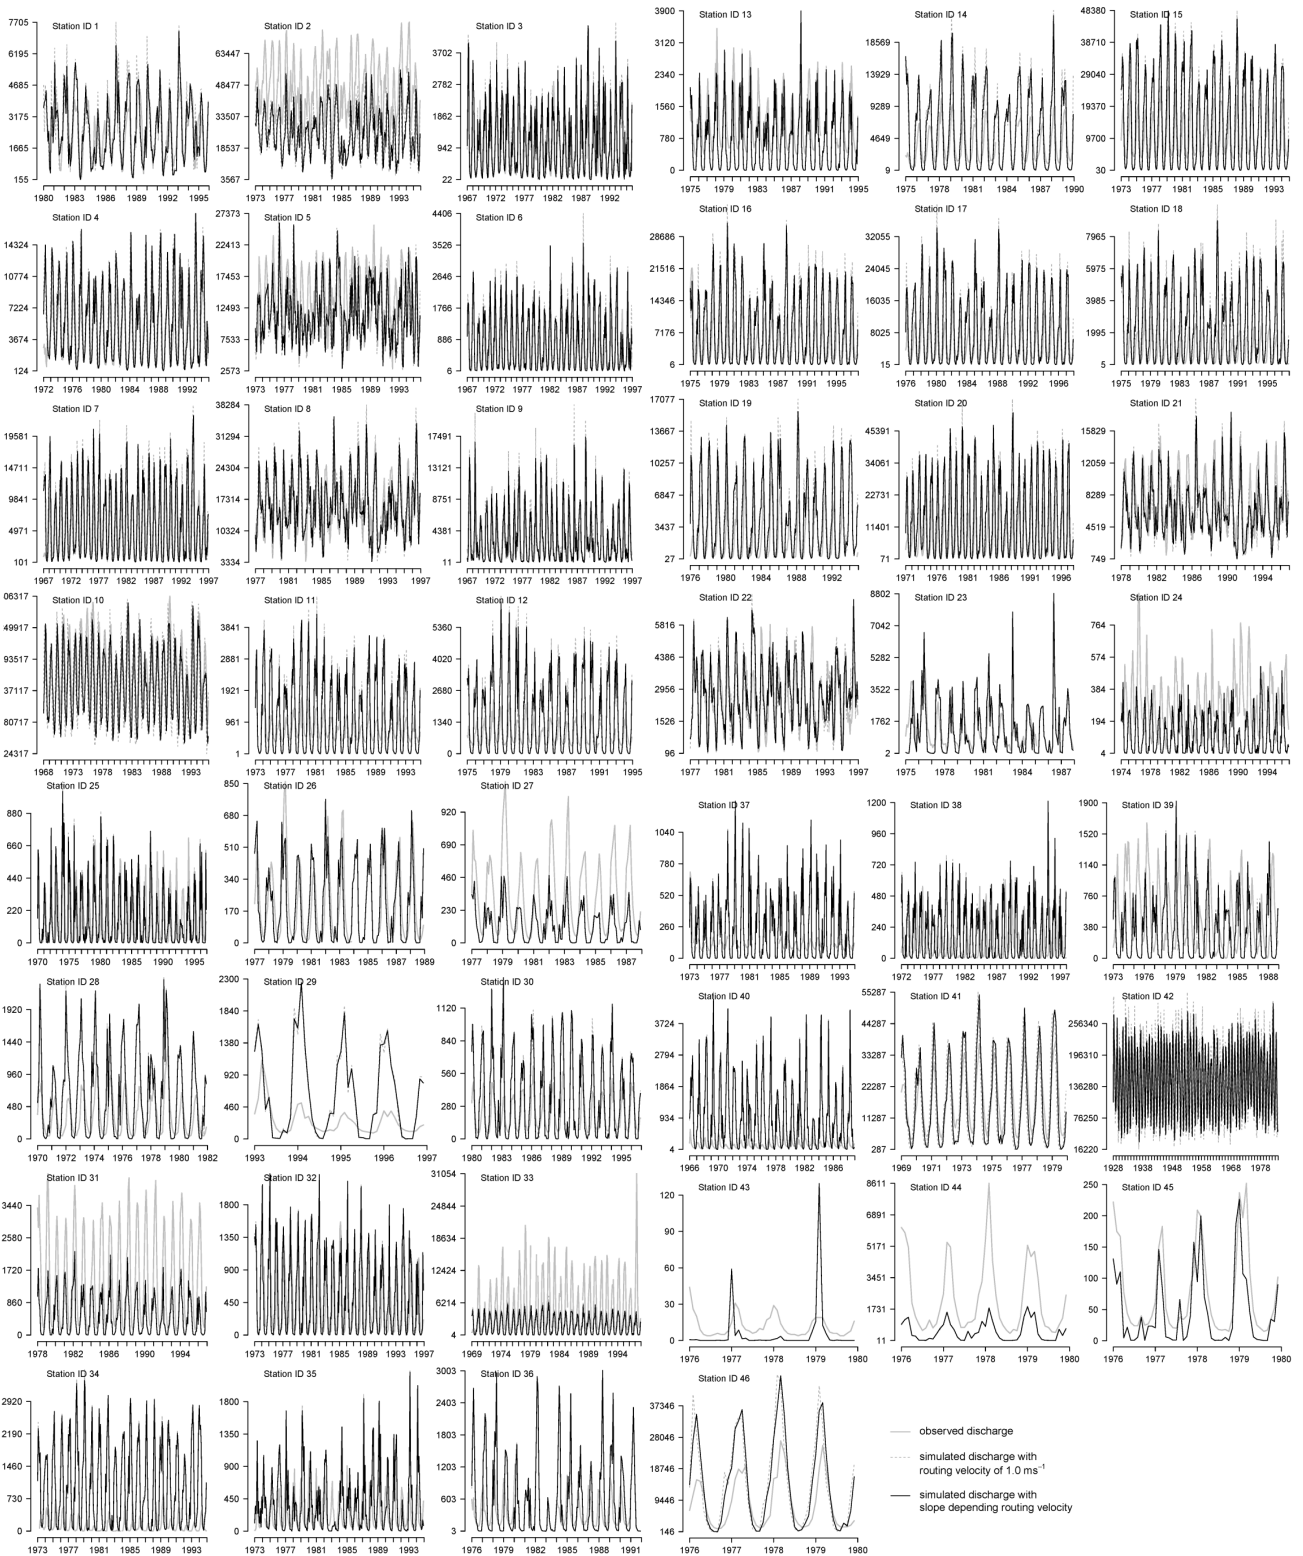 Station ID 1
7705
6195
4685
3175
1665
155
1980 1983 1986 1989 1992 1995
Station ID 2
63447
48477
33507
18537
3567
1973 1977 1981 1985 1989 1993
Station ID 3
3702
2782
1862
942
22
1967 1972 1977 1982 1987 1992
Station ID 13
3900
3120
2340
1560
780
0
1975 1979 1983 1987 1991 1995
Station ID 14
18569
13929
9289
4649
9
1975 1978 1981 1984 1987 1990
Station ID 15
48380
38710
29040
19370
9700
30
1973 1977 1981 1985 1989 1993
Station ID 4
14324
10774
7224
3674
124
1972 1976 1980 1984 1988 1992
Station ID 5
27373
22413
17453
12493
7533
2573
1973 1977 1981 1985 1989 1993
Station ID 6
4406
3526
2646
1766
886
6
1967 1972 1977 1982 1987 1992 1997
Station ID 16
28686
21516
14346
7176
6
1975 1979 1983 1987 1991 1995
Station ID 17
32055
24045
16035
8025
15
1976 1980 1984 1988 1992 1996
Station ID 18
7965
5975
3985
1995
5
1975 1979 1983 1987 1991 1995
Station ID 7
19581
14711
9841
4971
101
1967 1972 1977 1982 1987 1992 1997
Station ID 8
38284
31294
24304
17314
10324
3334
1977 1981 1985 1989 1993 1997
Station ID 9
17491
13121
8751
4381
11
1967 1972 1977 1982 1987 1992 1997
Station ID 19
17077
13667
10257
6847
3437
27
1976 1980 1984 1988 1992
Station ID 20
45391
34061
22731
11401
71
1971 1976 1981 1986 1991 1996
Station ID 21
15829
12059
8289
4519
749
1978 1982 1986 1990 1994
Station ID 10
06317
49917
93517
37117
80717
24317
1968 1973 1978 1983 1988 1993
Station ID 11
3841
2881
1921
961
1
1973 1977 1981 1985 1989 1993
Station ID 12
5360
4020
2680
1340
0
1975 1979 1983 1987 1991 1995
Station ID 22
5816
4386
2956
1526
96
1977 1981 1985 1989 1993 1997
Station ID 23
8802
7042
5282
3522
1762
2
1975 1978 1981 1984 1987
Station ID 24
764
574
384
194
4
1974 1978 1982 1986 1990 1994
Station ID 25
880
660
440
220
0
1970 1975 1980 1985 1990 1995
Station ID 26
850
680
510
340
170
0
1977 1979 1981 1983 1985 1987 1989
Station ID 27
920
690
460
230
0
1977 1979 1981 1983 1985 1987
Station ID 37
1040
780
520
260
0
1973 1977 1981 1985 1989 1993
Station ID 38
1200
960
720
480
240
0
1972 1977 1982 1987 1992 1997
Station ID 39
1900
1520
1140
760
380
0
1973 1976 1979 1982 1985 1988
Station ID 28
1920
1440
960
480
0
1970 1972 1974 1976 1978 1980 1982
Station ID 29
2300
1840
1380
920
460
0
1993 1994 1995 1996 1997
Station ID 30
1120
840
560
280
0
1980 1983 1986 1989 1992 1995
Station ID 40
3724
2794
1864
934
4
1966 1970 1974 1978 1982 1986
Station ID 41
55287
44287
33287
22287
11287
287
1969 1971 1973 1975 1977 1979
Station ID 42
256340
196310
136280
76250
16220
1928 1938 1948 1958 1968 1978
Station ID 31
3440
2580
1720
860
0
1978 1982 1986 1990 1994
Station ID 32
1800
1350
900
450
0
1973 1977 1981 1985 1989 1993 1997
Station ID 33
31054
24844
18634
12424
6214
4
1969 1974 1979 1984 1989 1994
Station ID 43
120
90
60
30
0
1976 1977 1978 1979 1980
Station ID 44
8611
6891
5171
3451
1731
11
1976 1977 1978 1979 1980
Station ID 45
250
200
150
100
50
0
1976 1977 1978 1979 1980
Station ID 34
2920
2190
1460
730
0
1973 1977 1981 1985 1989 1993
Station ID 35
1800
1350
900
450
0
1973 1977 1981 1985 1989 1993
Station ID 36
3003
2403
1803
1203
603
3
1976 1979 1982 1985 1988 1991
Station ID 46
37346
28046
18746
9446
146
1976 1977 1978 1979 1980
observed discharge
simulated discharge with
routing velocity of 1.0 ms⁻¹
simulated discharge with
slope depending routing velocity